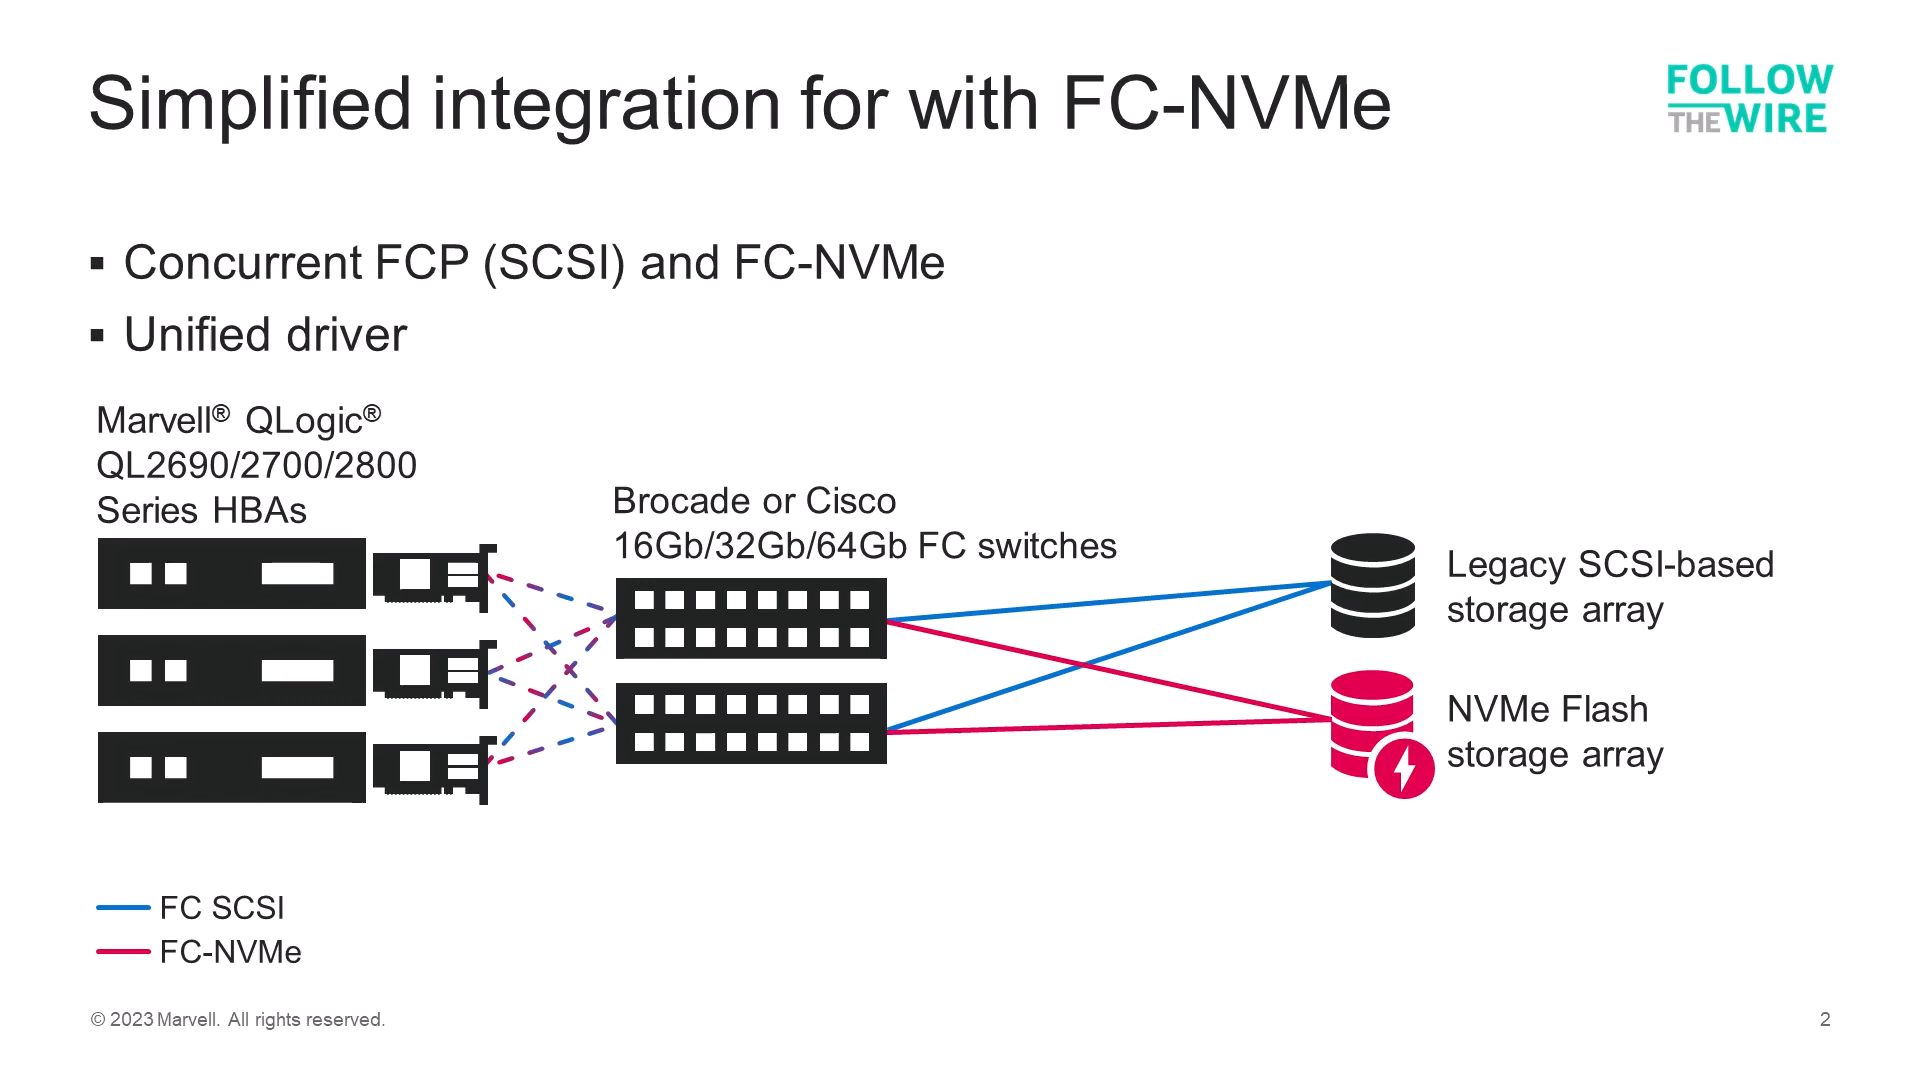 Simplified integration for with FC-NVMe
FOLLOW
THE WIRE
▪ Concurrent FCP (SCSI) and FC-NVMe
▪ Unified driver
Marvell® QLogic®
QL2690/2700/2800
Series HBAs
Brocade or Cisco
16Gb/32Gb/64Gb FC switches
Legacy SCSI-based
storage array
NVMe Flash
storage array
FC SCSI
FC-NVMe
© 2023 Marvell. All rights reserved.
2